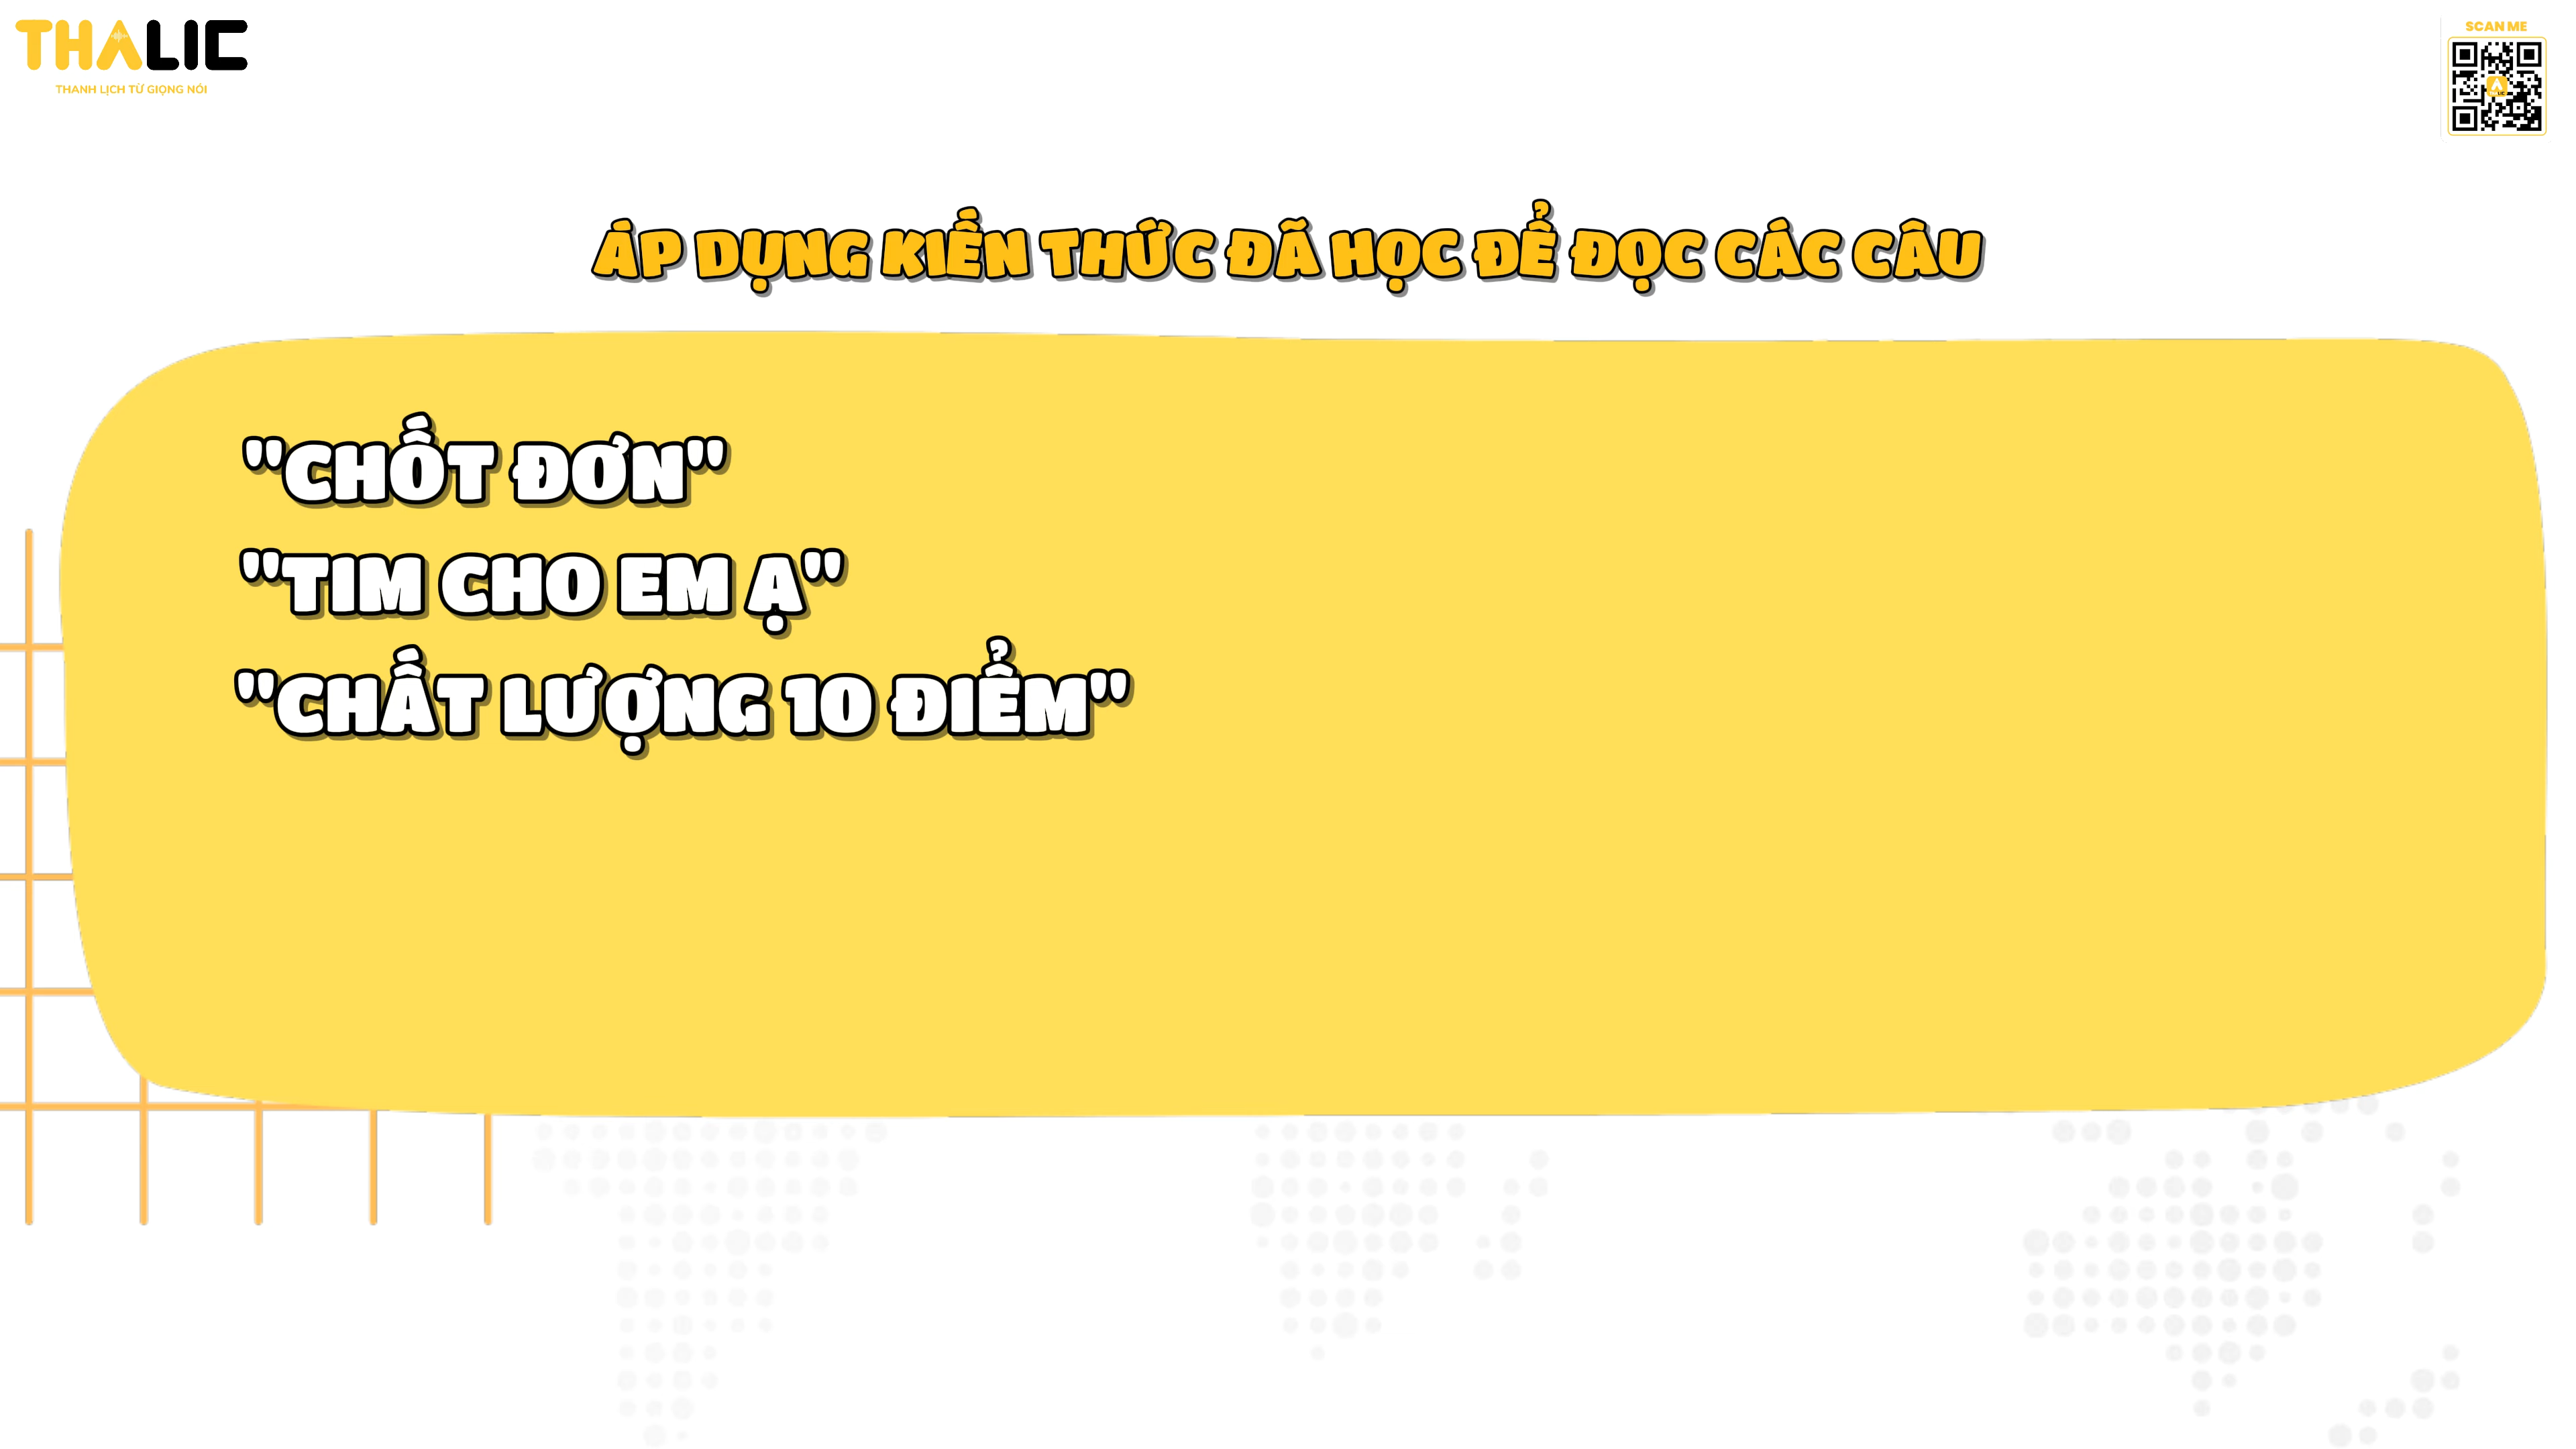 THALIC
THANH LỊCH TỪ GIỌNG NÓI
SCAN ME
ÁP DỤNG KIẾN THỨC ĐÃ HỌC ĐỂ ĐỌC CÁC CÂU
"CHỐT ĐƠN"
"TIM CHO EM Ạ"
"CHẤT LƯỢNG 10 ĐIỂM"